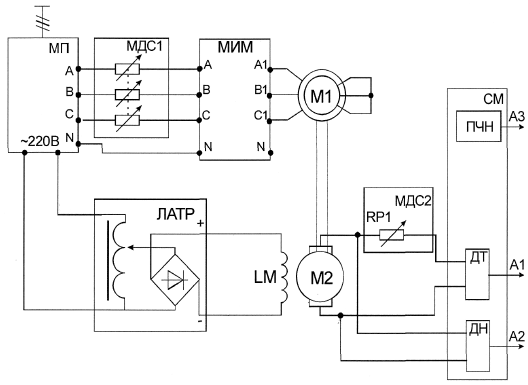 МП МДС1 МИМ СМ
A A A1 ПЧН A3
B B B1 M1
C C C1
N N N
~220В
ЛАТР + МДС2
RP1
LM M2 ДТ A1
-
ДН A2